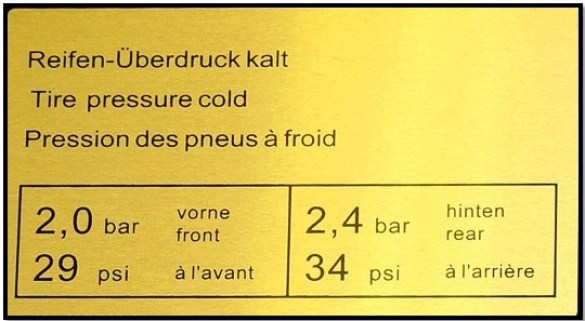 Reifen-Überdruck kalt
Tire pressure cold
Pression des pneus à froid
2,0 bar vorne front
29 psi à l'avant
2,4 bar hinten rear
34 psi à l'arrière